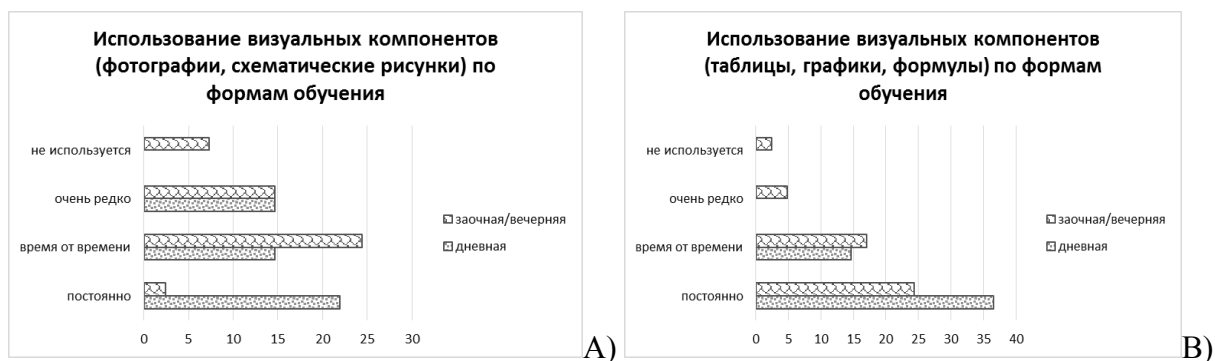 Использование визуальных компонентов
(фотографии, схематические рисунки) по
формам обучения
не используется
очень редко
время от времени
постоянно
0 5 10 15 20 25 30
заочная/вечерняя
дневная
А)
Использование визуальных компонентов
(таблицы, графики, формулы) по формам
обучения
не используется
очень редко
время от времени
постоянно
0 5 10 15 20 25 30 35 40
заочная/вечерняя
дневная
В)